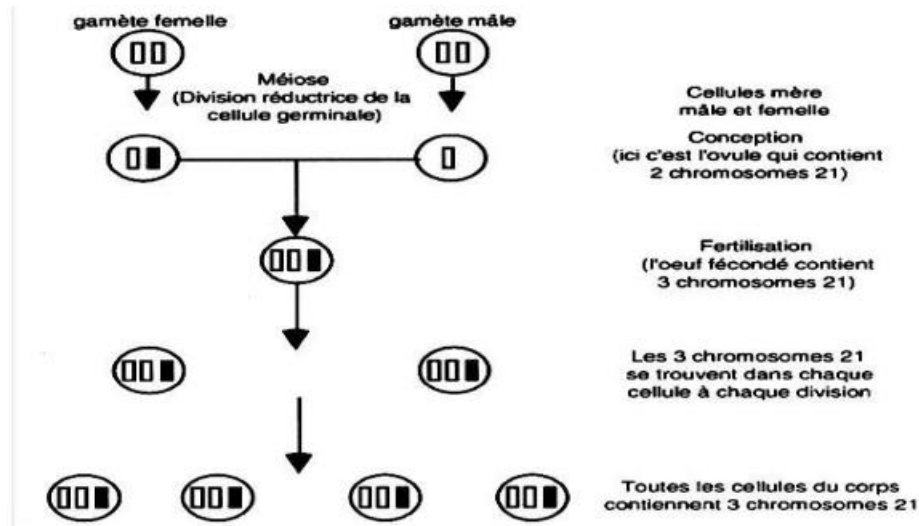 gamète femelle
gamète mâle
Méiose
(Division réductrice de la
cellule germinale)
Cellules mère
mâle et femelle
Conception
(ici c'est l'ovule qui contient
2 chromosomes 21)
Fertilisation
(l'oeuf fécondé contient
3 chromosomes 21)
Les 3 chromosomes 21
se trouvent dans chaque
cellule à chaque division
Toutes les cellules du corps
contiennent 3 chromosomes 21